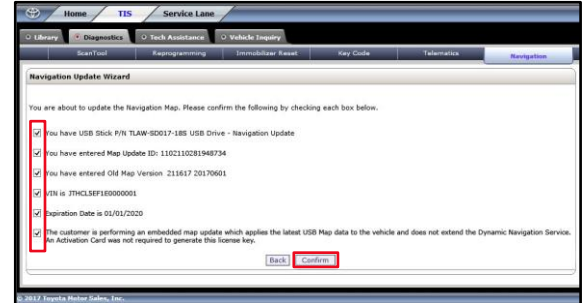 Home TIS Service Lane
Library Diagnostics Tech Assistance Vehicle Inquiry
ScanTool Reprogramming Immobilizer Reset Key Code Telematics Navigation
Navigation Update Wizard
You are about to update the Navigation Map. Please confirm the following by checking each box below.
You have USB Stick P/N TLAW-SD017-18S USB Drive - Navigation Update
You have entered Map Update ID: 1102110281948734
You have entered Old Map Version 211617 20170601
VIN is JTHCL5EF1E0000001
Expiration Date is 01/01/2020
The customer is performing an embedded map update which applies the latest USB Map data to the vehicle and does not extend the Dynamic Navigation Service.
An Activation Card was not required to generate this license key.
Back Confirm
© 2017 Toyota Motor Sales, Inc.